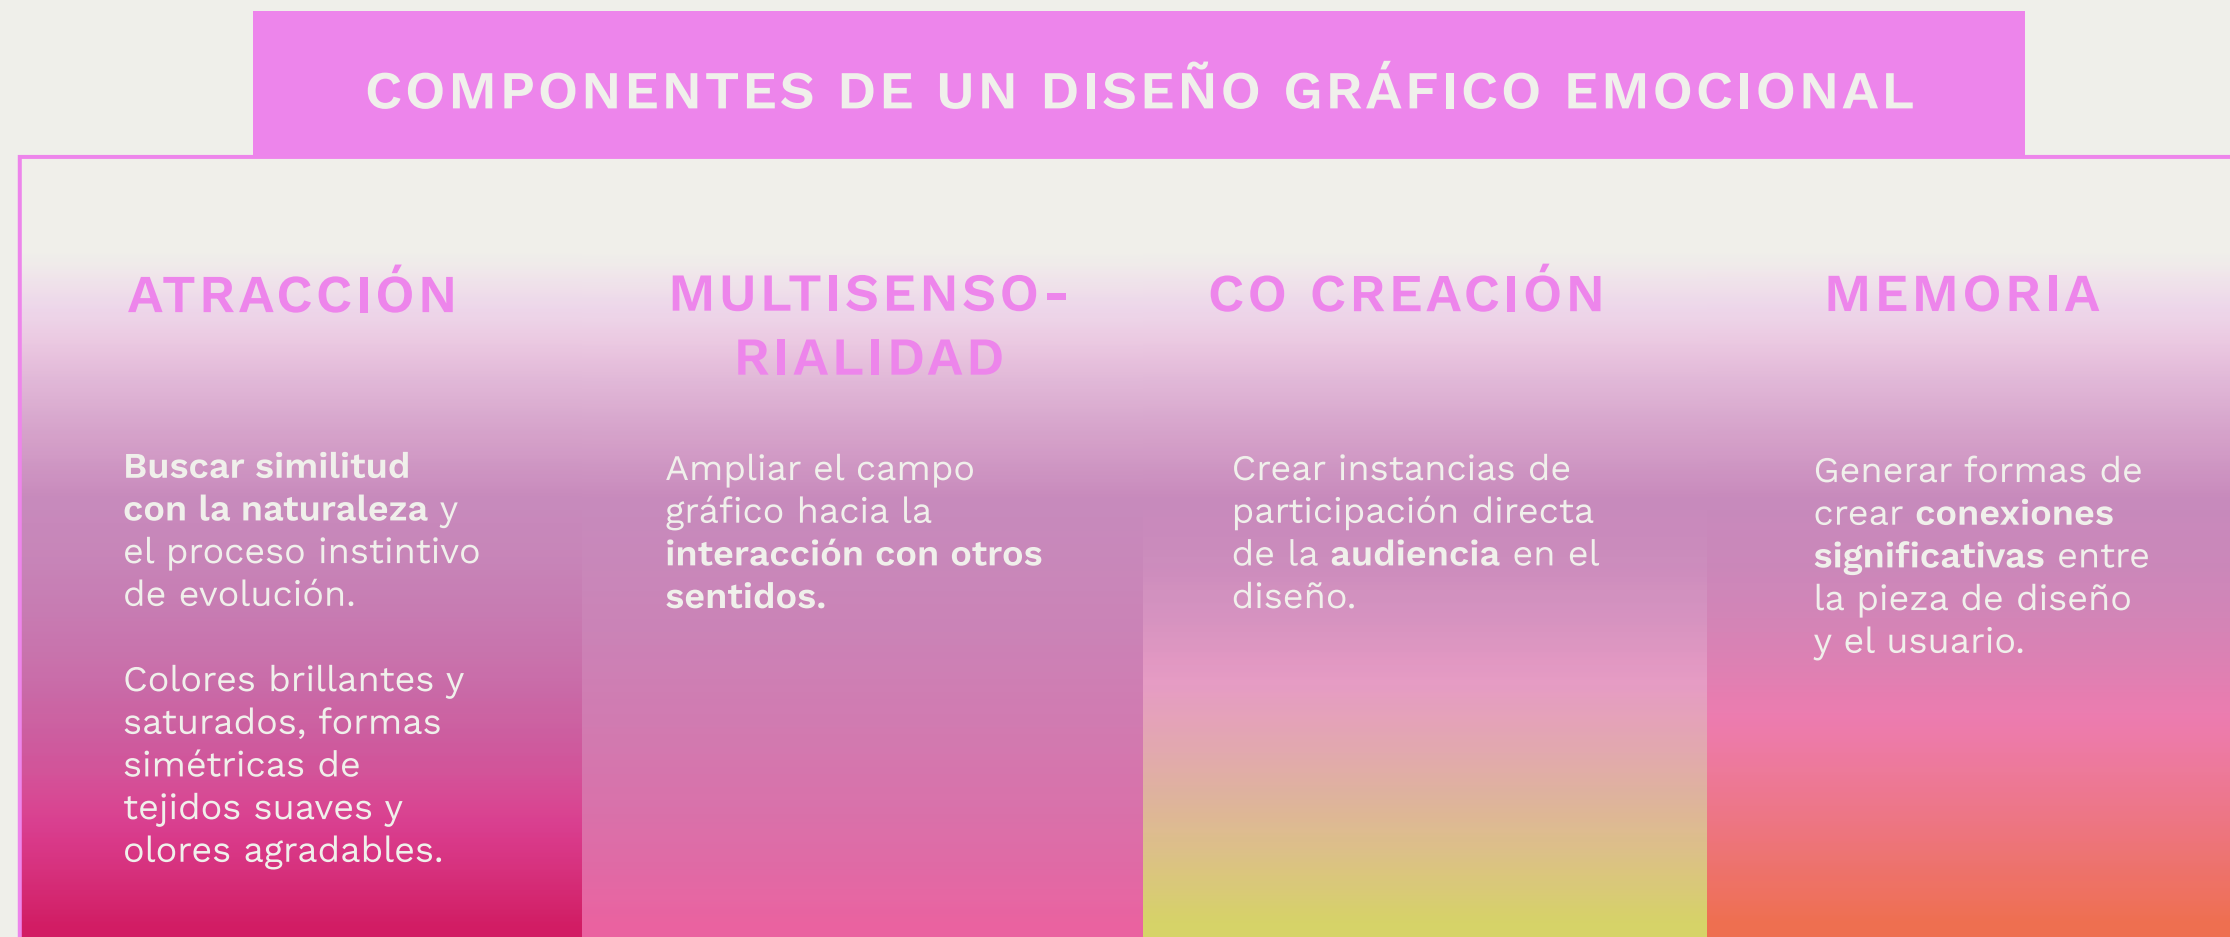 COMPONENTES DE UN DISEÑO GRÁFICO EMOCIONAL
ATRACCIÓN
Buscar similitud
con la naturaleza y
el proceso instintivo
de evolución.
Colores brillantes y
saturados, formas
simétricas de
tejidos suaves y
olores agradables.
MULTISENSO-
RIALIDAD
Ampliar el campo
gráfico hacia la
interacción con otros
sentidos.
CO CREACIÓN
Crear instancias de
participación directa
de la audiencia en el
diseño.
MEMORIA
Generar formas de
crear conexiones
significativas entre
la pieza de diseño
y el usuario.